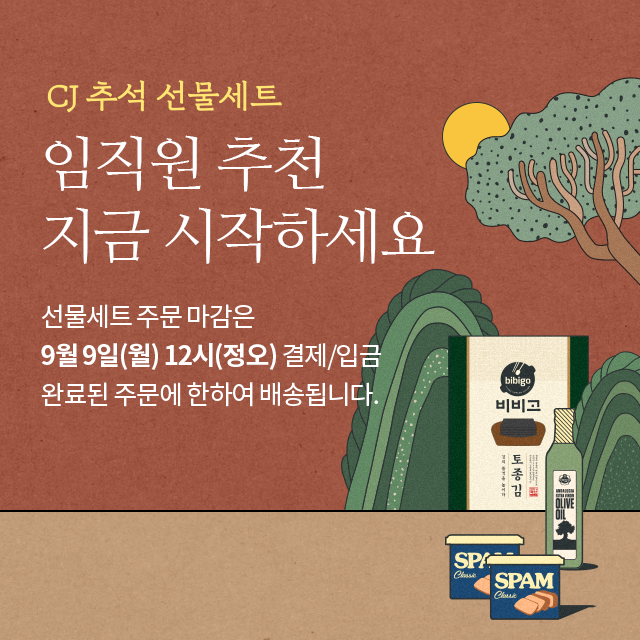 CJ 추석 선물세트
임직원 추천
지금 시작하세요
선물세트 주문 마감은
9월 9일(월) 12시(정오) 결제/입금
완료된 주문에 한하여 배송됩니다.
bibigo
비비고
토종김
EXTRA VIRGIN
OLIVE
OIL
SPAM
Classic
SPAM
Classic